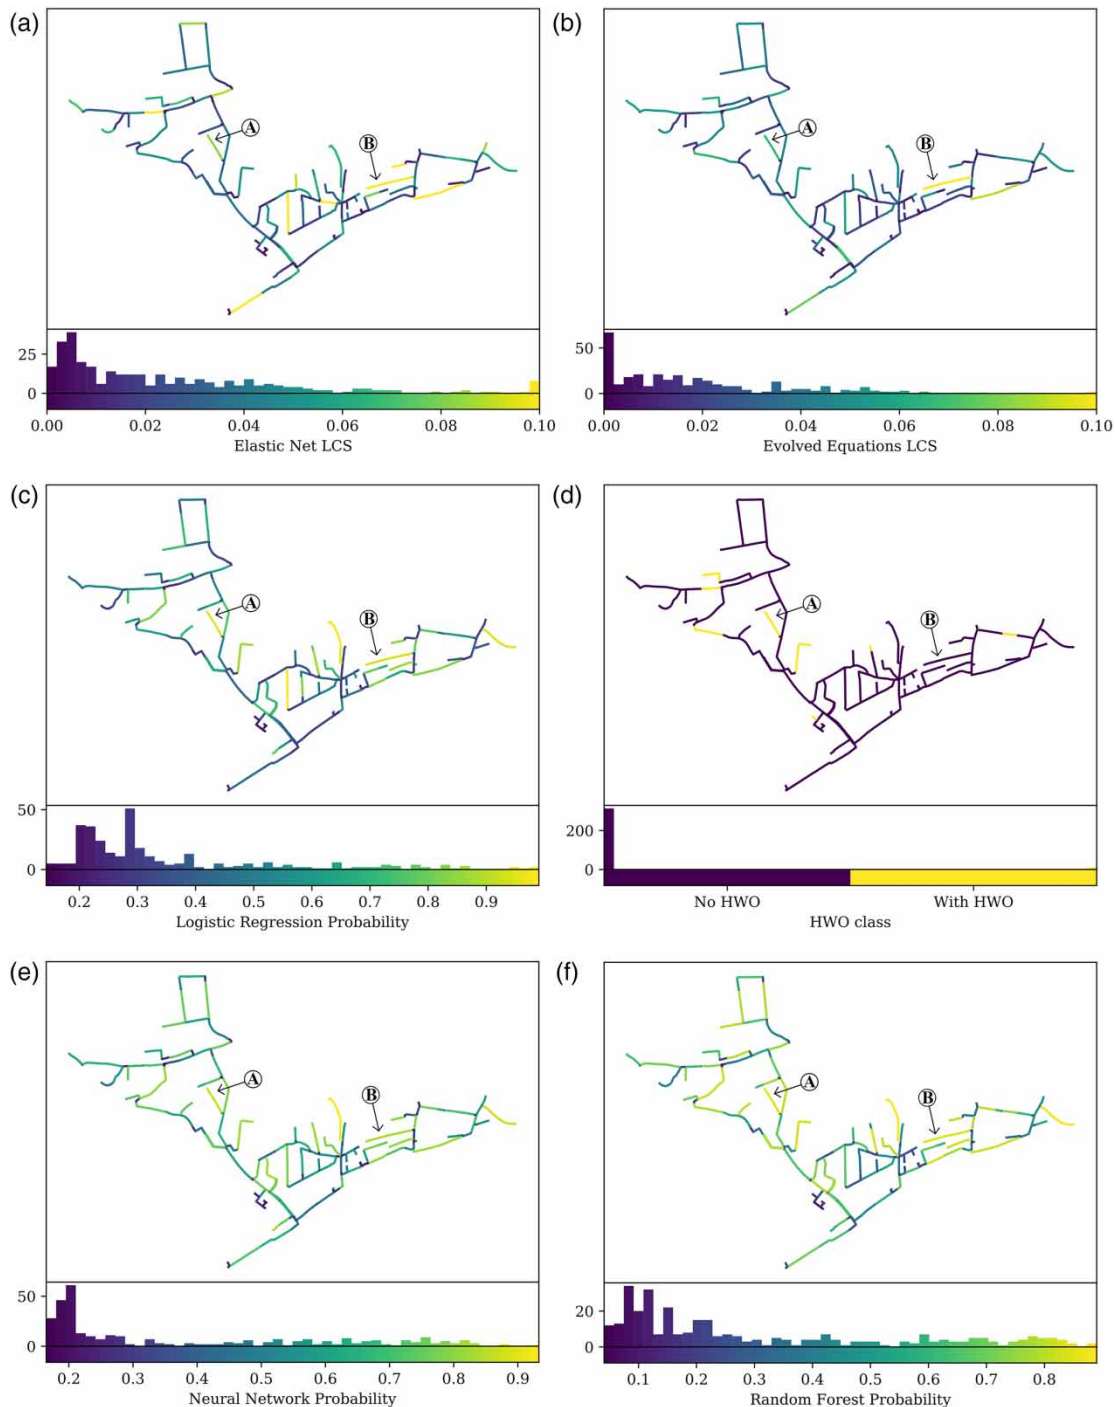 (a)
(b)
A
B
A
B
25
0
0.00 0.02 0.04 0.06 0.08 0.10
Elastic Net LCS
50
0
0.00 0.02 0.04 0.06 0.08 0.10
Evolved Equations LCS
(c)
(d)
A
B
A
B
50
0
0.2 0.3 0.4 0.5 0.6 0.7 0.8 0.9
Logistic Regression Probability
200
0
No HWO With HWO
HWO class
(e)
(f)
A
B
A
B
50
0
0.2 0.3 0.4 0.5 0.6 0.7 0.8 0.9
Neural Network Probability
20
0
0.1 0.2 0.3 0.4 0.5 0.6 0.7 0.8
Random Forest Probability